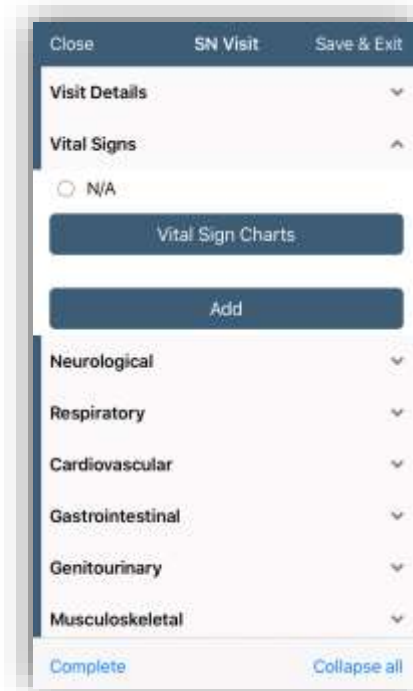 Close SN Visit Save & Exit
Visit Details
Vital Signs
N/A
Vital Sign Charts
Add
Neurological
Respiratory
Cardiovascular
Gastrointestinal
Genitourinary
Musculoskeletal
Complete Collapse all